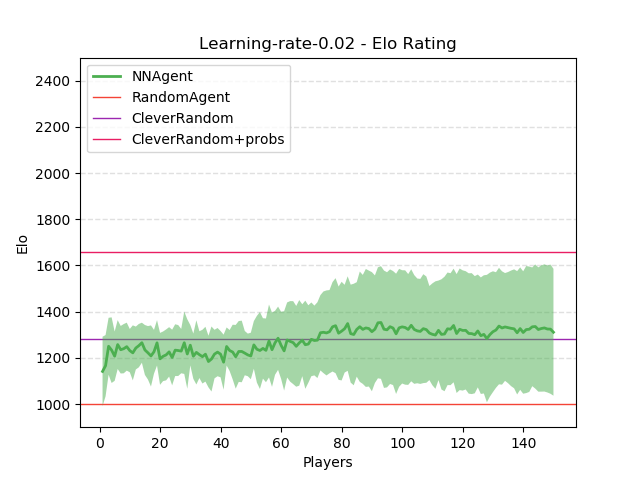 Learning-rate-0.02 - Elo Rating
NNAgent
RandomAgent
CleverRandom
CleverRandom+probs
2400
2200
2000
1800
1600
1400
1200
1000
Elo
0 20 40 60 80 100 120 140
Players